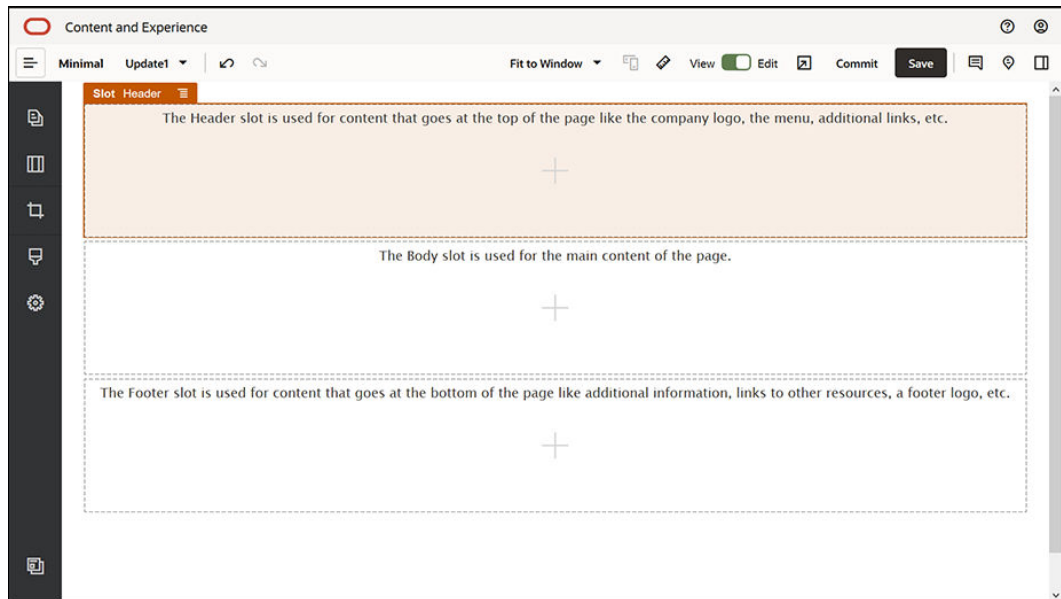 Content and Experience
Minimal Update1 Fit to Window View Edit Commit Save
Slot Header
The Header slot is used for content that goes at the top of the page like the company logo, the menu, additional links, etc.
The Body slot is used for the main content of the page.
The Footer slot is used for content that goes at the bottom of the page like additional information, links to other resources, a footer logo, etc.